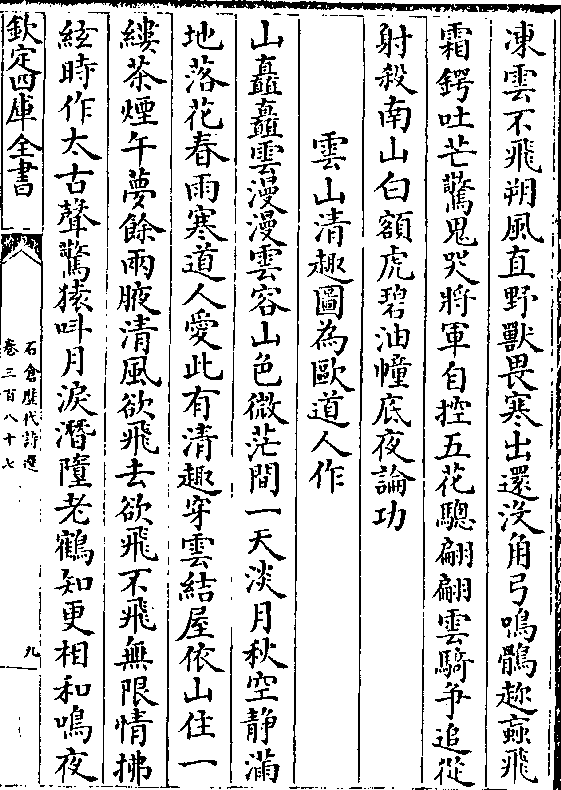 凍雲不飛朔風直野獸畏寒出還没角弓鳴鶻趂䖝飛
霜鍔吐芒驚鬼哭將軍自控五花驄翩翩雲騎争追從
射殺南山白額虎碧油幢底夜論功
雲山清趣圖為歐道人作
山矗矗雲漫漫雲容山色微茫間一天淡月秋空静滿
地落花春雨寒道人愛此有清趣穿雲結屋依山住一
縷茶煙午夢餘兩腋清風欲飛去欲飛不飛無限情拂
絃時作太古聲驚猿呌月淚潛墮老鶴知更相和鳴夜
欽定四庫全書
石倉歷代詩選
卷三百八十七
九